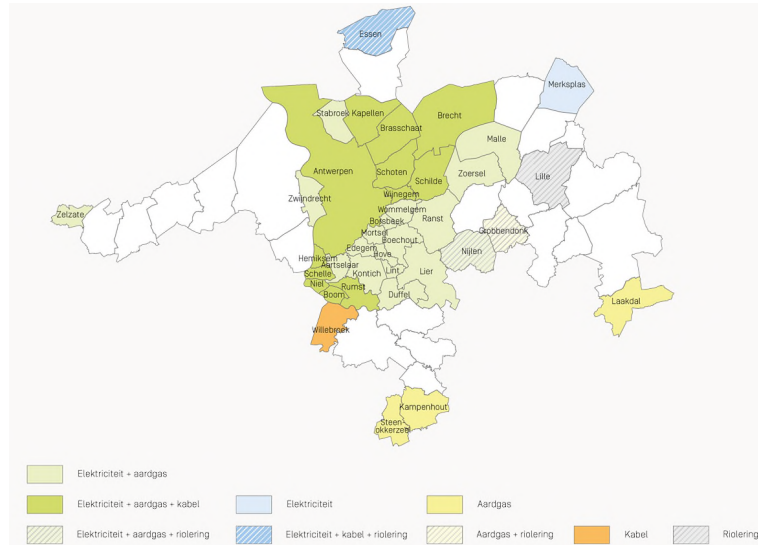 Essen
Merksplas
Stabroek
Kapellen
Brecht
Brasschaat
Malle
Antwerpen
Schoten
Schilde
Zoersel
Lille
Wijnegem
Zwijndrecht
Wommelgem
Zelzate
Borsbeek
Ranst
Mortsel
Grobbendonk
Boechout
Edegem
Hove
Nijlen
Hemiksem
Aartselaar
Schelle
Kontich
Lint
Lier
Niel
Rumst
Boom
Duffel
Laakdal
Willebroek
Kampenhout
Steen-
okkerzeel
Elektriciteit + aardgas
Elektriciteit + aardgas + kabel
Elektriciteit
Aardgas
Elektriciteit + aardgas + riolering
Elektriciteit + kabel + riolering
Aardgas + riolering
Kabel
Riolering